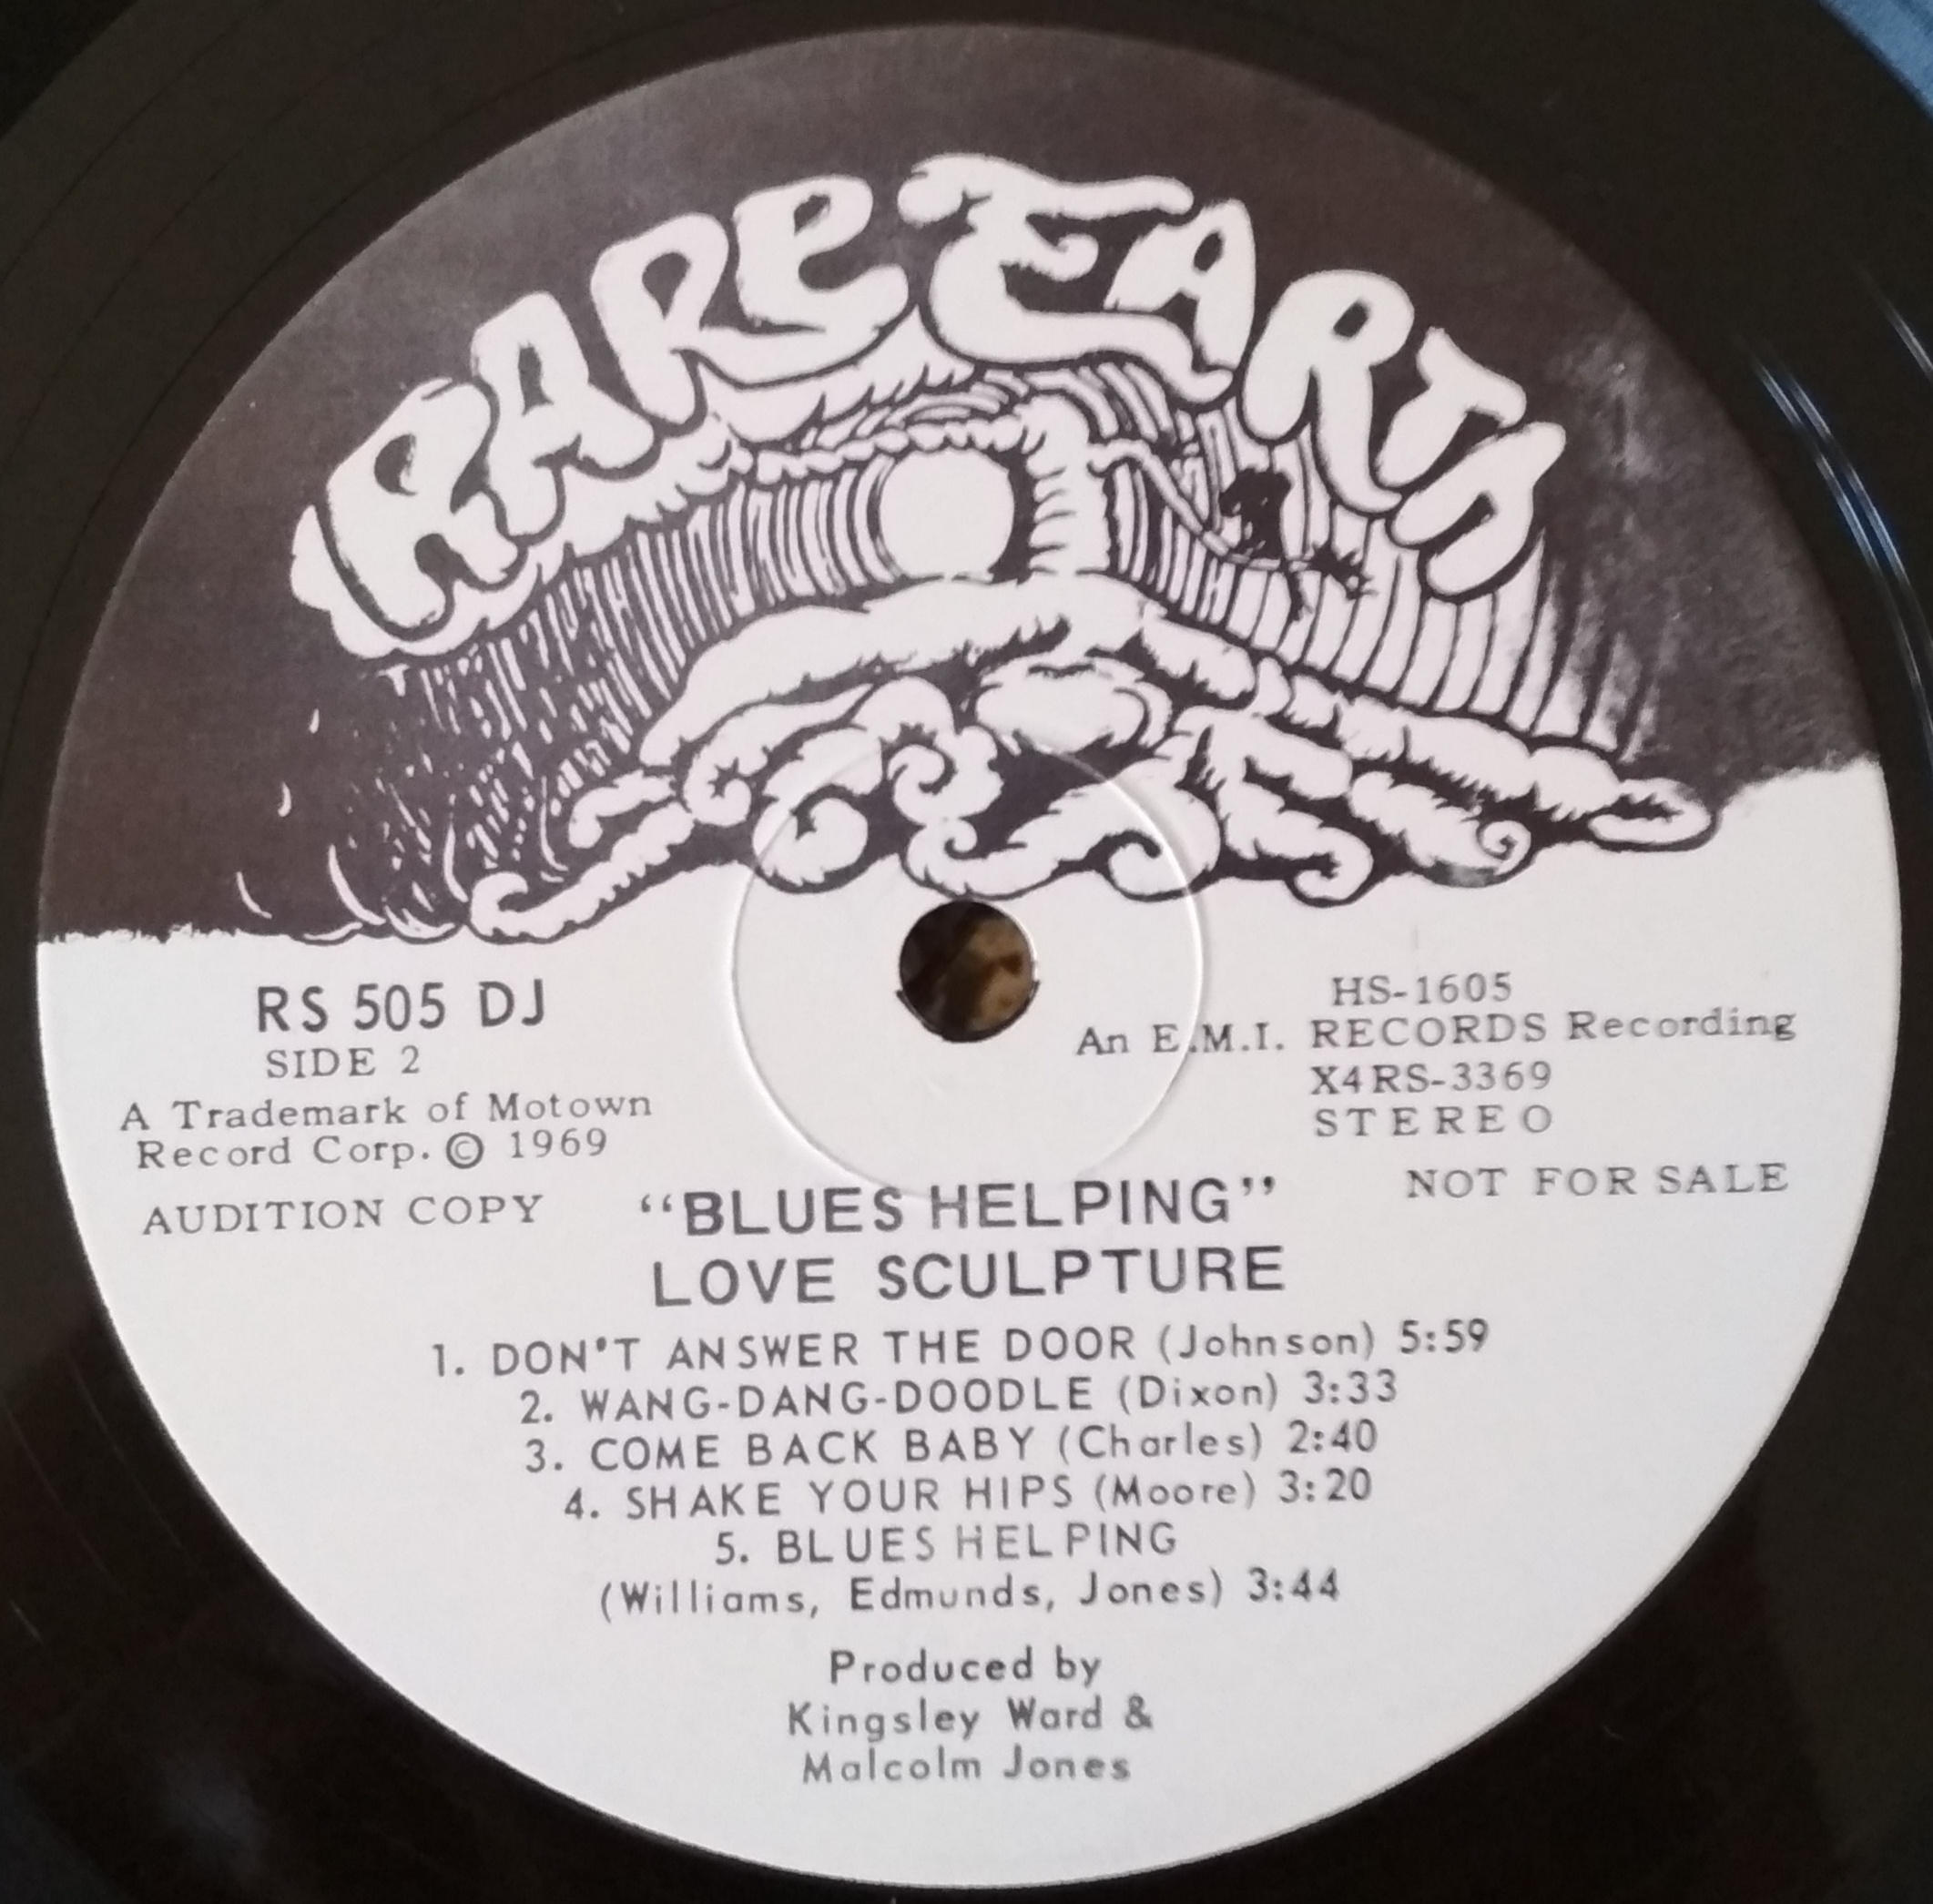 RARE EARTH
RS 505 DJ
SIDE 2
A Trademark of Motown
Record Corp. © 1969
AUDITION COPY
HS-1605
An E.M.I. RECORDS Recording
X4RS-3369
STEREO
NOT FOR SALE
“BLUES HELPING”
LOVE SCULPTURE
1. DON'T ANSWER THE DOOR (Johnson) 5:59
2. WANG-DANG-DOODLE (Dixon) 3:33
3. COME BACK BABY (Charles) 2:40
4. SHAKE YOUR HIPS (Moore) 3:20
5. BLUES HELPING
(Williams, Edmunds, Jones) 3:44
Produced by
Kingsley Ward &
Malcolm Jones